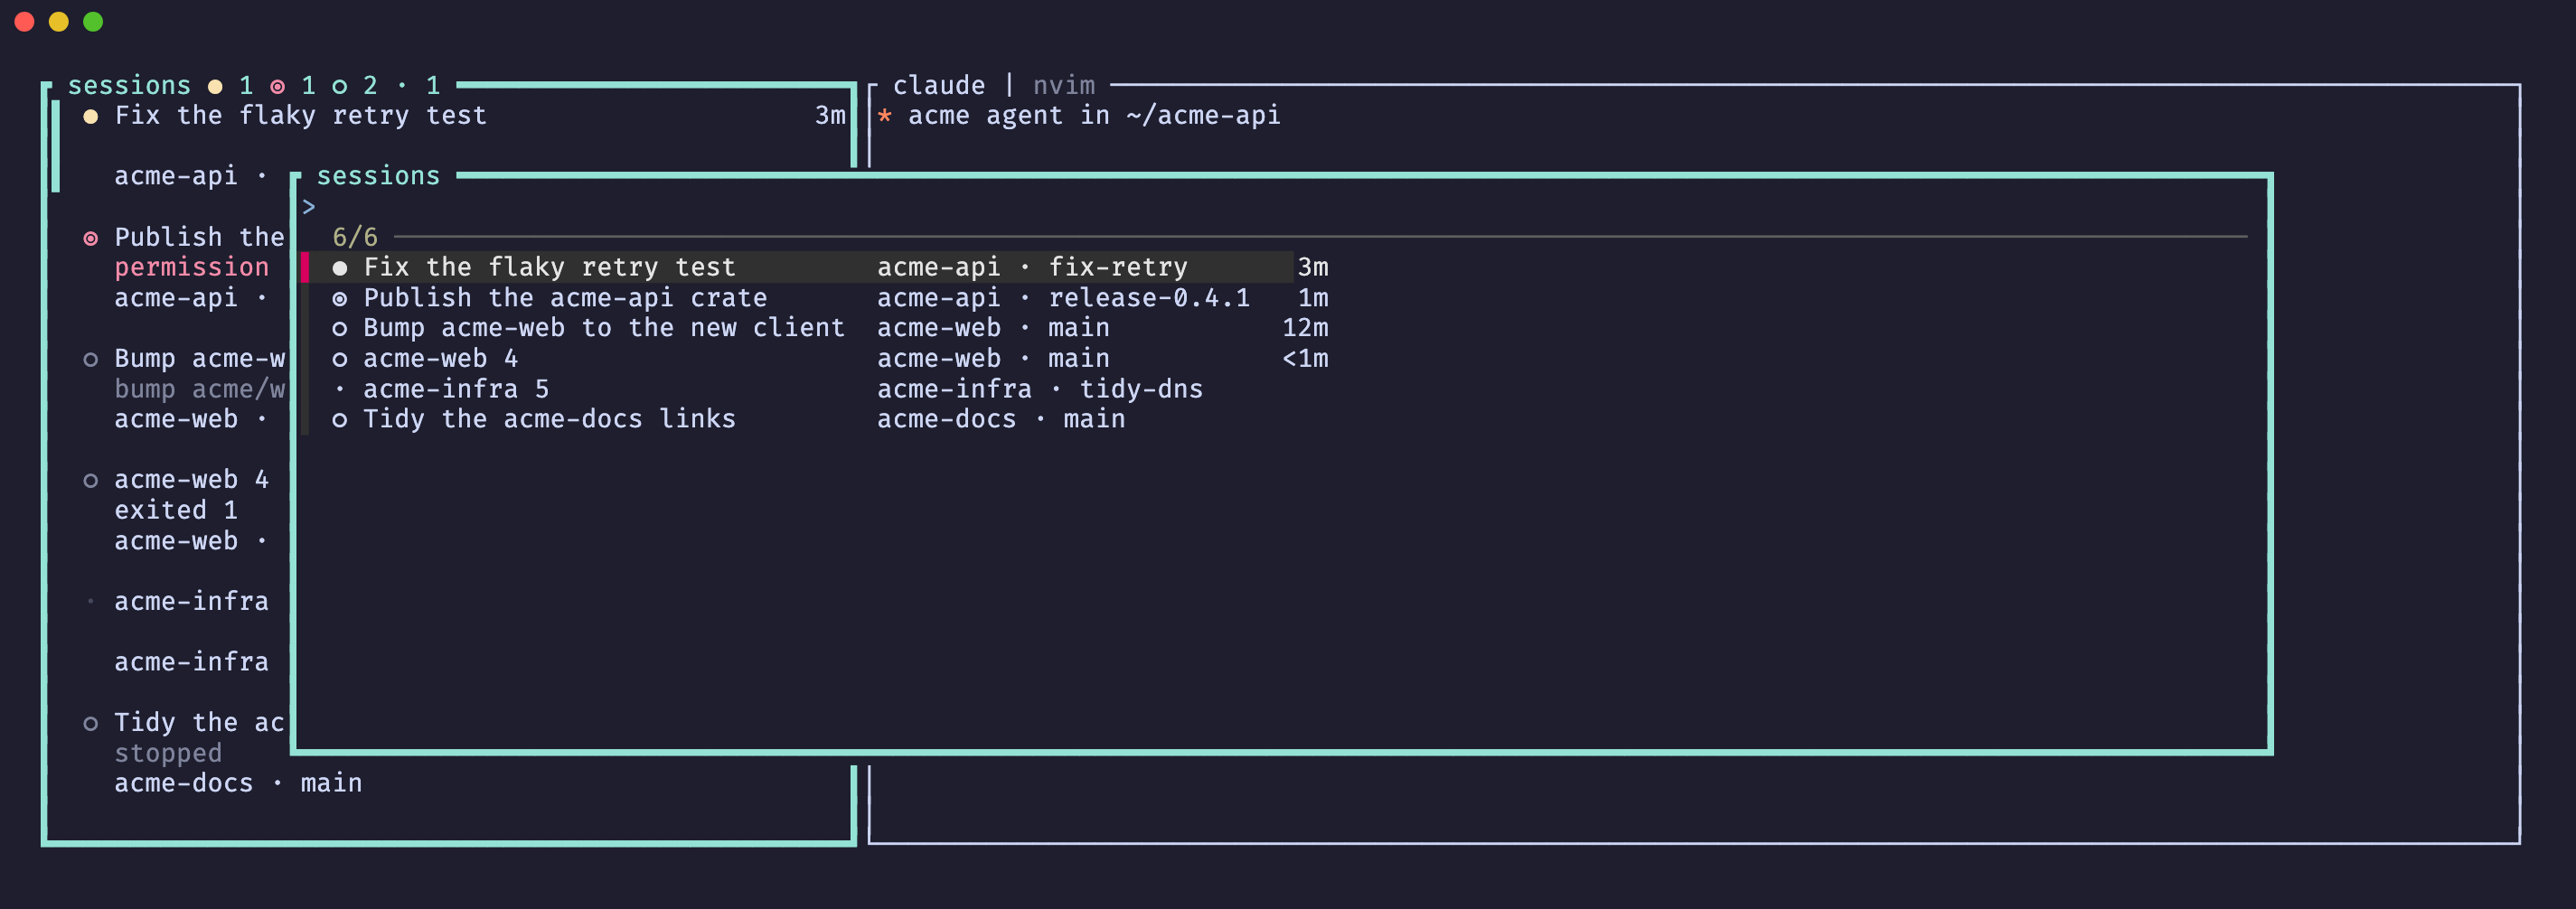 sessions ● 1 ◉ 1 ○ 2 · 1
● Fix the flaky retry test 3m
acme-api ·
◉ Publish the
permission
acme-api ·
○ Bump acme-w
bump acme/w
acme-web ·
○ acme-web 4
exited 1
acme-web ·
· acme-infra
acme-infra
○ Tidy the ac
stopped
acme-docs · main
claude | nvim
* acme agent in ~/acme-api
sessions
>
6/6
● Fix the flaky retry test acme-api · fix-retry 3m
◉ Publish the acme-api crate acme-api · release-0.4.1 1m
○ Bump acme-web to the new client acme-web · main 12m
○ acme-web 4 acme-web · main <1m
· acme-infra 5 acme-infra · tidy-dns
○ Tidy the acme-docs links acme-docs · main